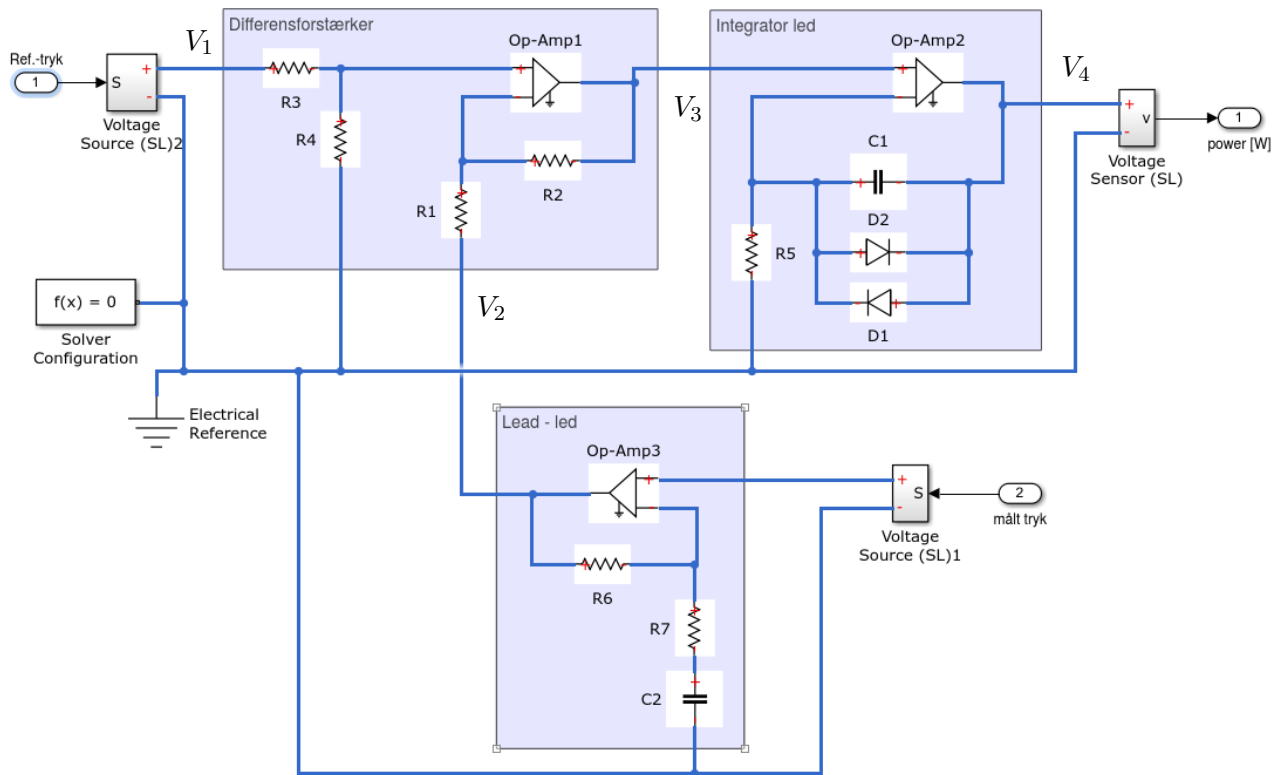 Differensforstærker
Integrator led
V1
Op-Amp1
Op-Amp2
Ref.-tryk
1
S
+
-
Voltage
Source (SL)2
R3
R4
R1
R2
V3
C1
D2
D1
R5
V4
+
-
v
1
power [W]
Voltage
Sensor (SL)
f(x) = 0
Solver
Configuration
V2
Electrical
Reference
Lead - led
Op-Amp3
R6
R7
C2
+
-
S
2
målt tryk
Voltage
Source (SL)1